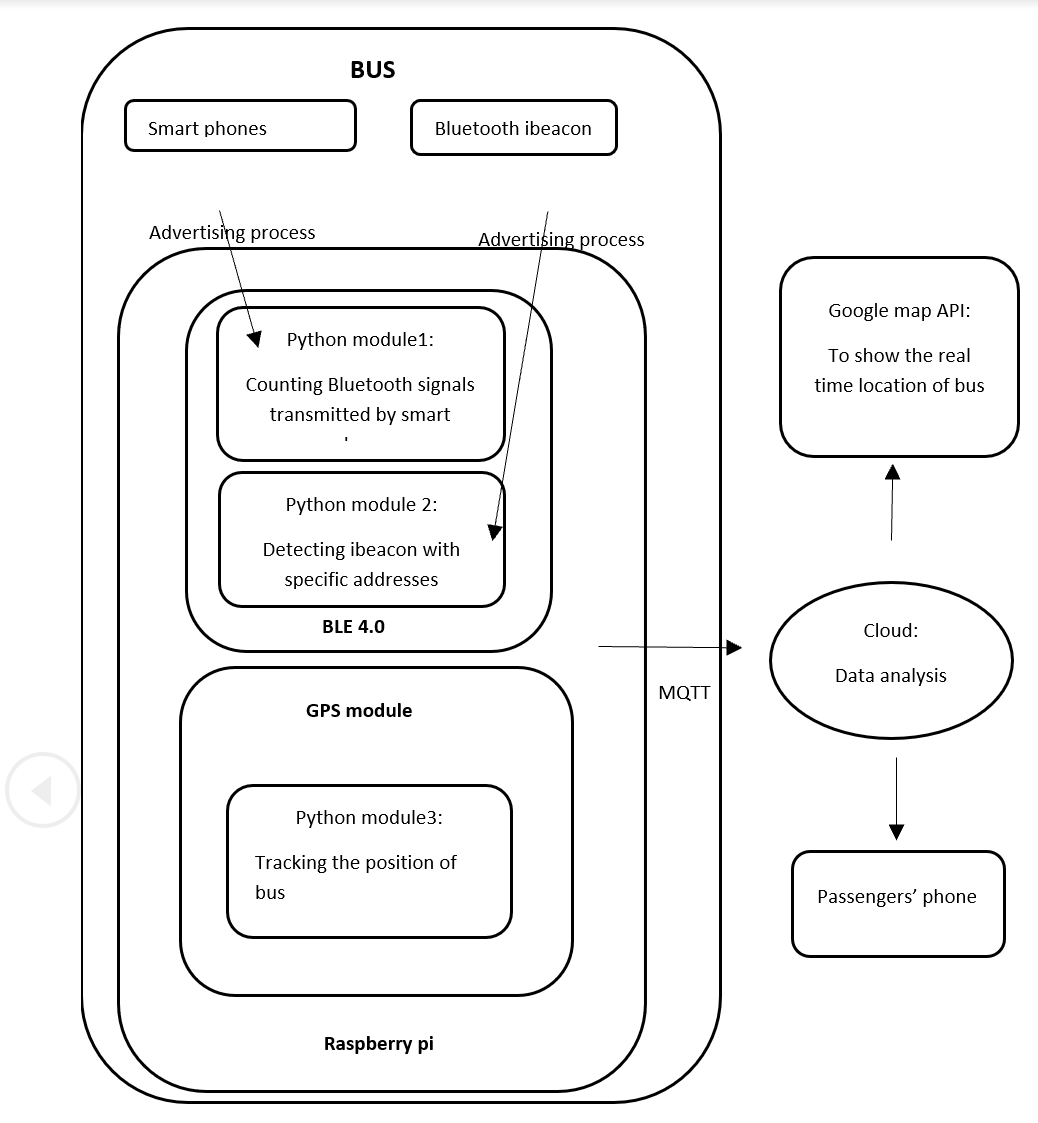 BUS
Smart phones
Bluetooth ibeacon
Advertising process
Advertising process
Python module1:
Counting Bluetooth signals
transmitted by smart
Python module 2:
Detecting ibeacon with
specific addresses
BLE 4.0
GPS module
Python module3:
Tracking the position of
bus
Raspberry pi
MQTT
Google map API:
To show the real
time location of bus
Cloud:
Data analysis
Passengers’ phone